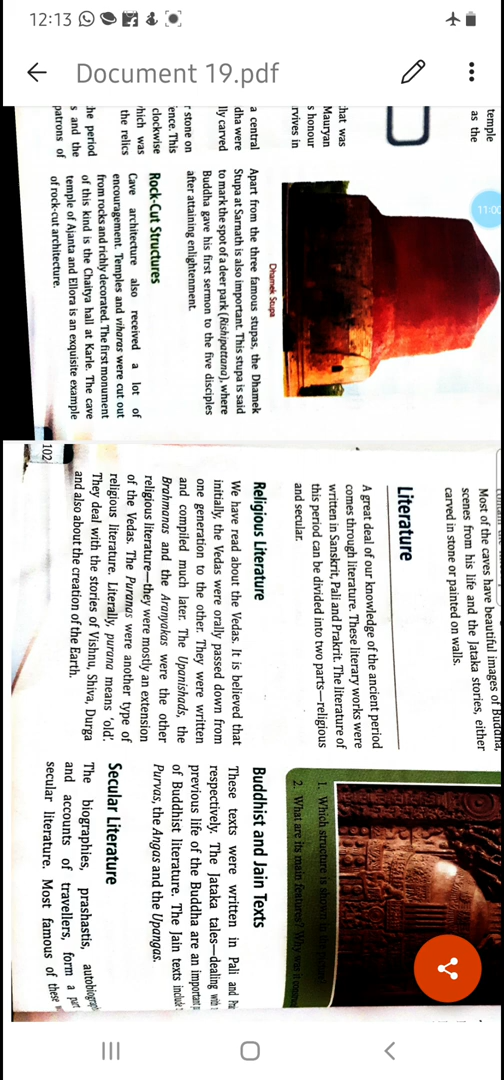 12:13
Document 19.pdf
11:00
temple
as the
that was
Mauryan
s honour
rvives in
a central
dha were
lly carved
r stone on
ence. This
clockwise
which was
the relics
he period
s and the
patrons of
Dhamek Stupa
Apart from the three famous stupas, the Dhamek
Stupa at Sarnath is also important. This stupa is said
to mark the spot of a deer park (Rishipattana), where
Buddha gave his first sermon to the five disciples
after attaining enlightenment.
Rock-Cut Structures
Cave architecture also received a lot of
encouragement. Temples and viharas were cut out
from rocks and richly decorated. The first monument
of this kind is the Chaitya hall at Karle. The cave
temple of Ajanta and Ellora is an exquisite example
of rock-cut architecture.
Most of the caves have beautiful images of Buddha,
scenes from his life and the Jataka stories, either
carved in stone or painted on walls.
Literature
A great deal of our knowledge of the ancient period
comes through literature. These literary works were
written in Sanskrit, Pali and Prakrit. The literature of
this period can be divided into two parts—religious
and secular.
Religious Literature
We have read about the Vedas. It is believed that
initially, the Vedas were orally passed down from
one generation to the other. They were written
and compiled much later. The Upanishads, the
Brahmanas and the Aranyakas were the other
religious literature—they were mostly an extension
of the Vedas. The Puranas were another type of
religious literature. Literally, purana means 'old'.
They deal with the stories of Vishnu, Shiva, Durga
and also about the creation of the Earth.
102
1. Which structure is shown in
2. What are its main features? Why was it
Buddhist and Jain Texts
These texts were written in Pali and
respectively. The Jataka tales—dealing with
previous life of the Buddha are an important
of Buddhist literature. The Jain texts include
Purvas, the Angas and the Upangas.
Secular Literature
The biographies, prashastis,
and accounts of travellers, form a
secular literature. Most famous of these